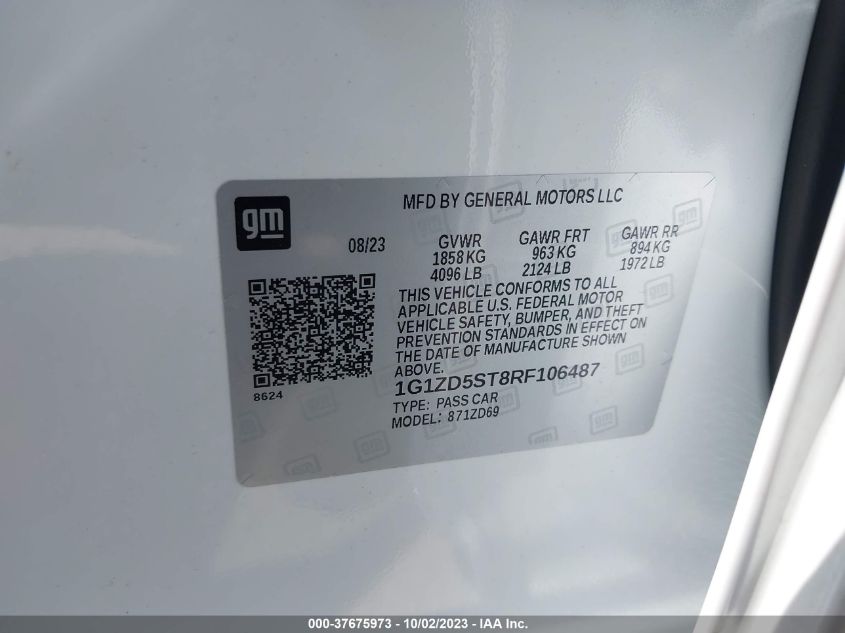 gm
MFD BY GENERAL MOTORS LLC
08/23
GVWR
1858 KG
4096 LB
GAWR FRT
963 KG
2124 LB
GAWR RR
894 KG
1972 LB
THIS VEHICLE CONFORMS TO ALL
APPLICABLE U.S. FEDERAL MOTOR
VEHICLE SAFETY, BUMPER, AND THEFT
PREVENTION STANDARDS IN EFFECT ON
THE DATE OF MANUFACTURE SHOWN
ABOVE.
1G1ZD5ST8RF106487
TYPE: PASS CAR
MODEL: 871ZD69
8624
000-37675973 - 10/02/2023 - IAA Inc.